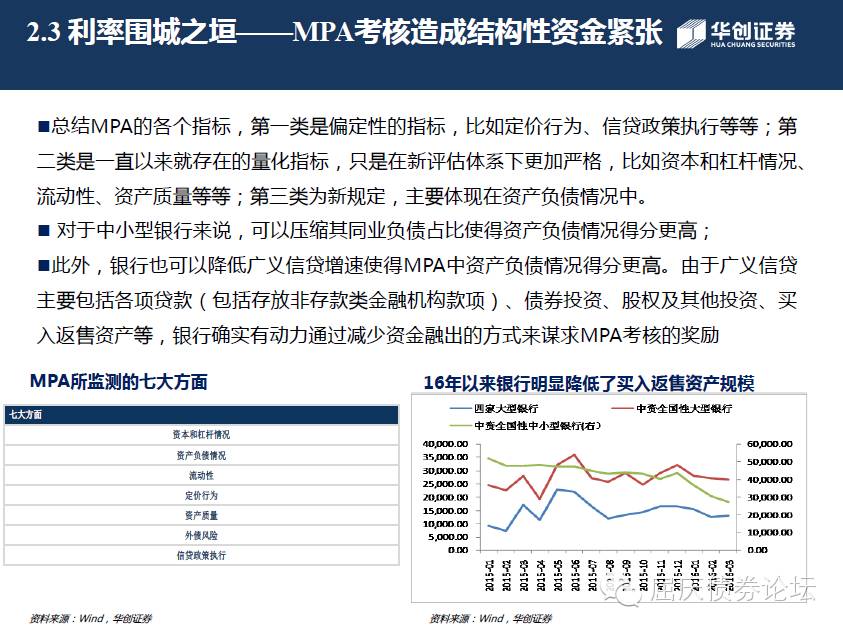 2.3 利率围城之垣——MPA考核造成结构性资金紧张
华创证券
HUA CHUANG SECURITIES
■总结MPA的各个指标，第一类是偏定性的指标，比如定价行为、信贷政策执行等等；第
二类是一直以来就存在的量化指标，只是在新评估体系下更加严格，比如资本和杠杆情况、
流动性、资产质量等等；第三类为新规定，主要体现在资产负债情况中。
■ 对于中小型银行来说，可以压缩其同业负债占比使得资产负债情况得分更高；
■此外，银行也可以降低广义信贷增速使得MPA中资产负债情况得分更高。由于广义信贷
主要包括各项贷款（包括存放非存款类金融机构款项）、债券投资、股权及其他投资、买
入返售资产等，银行确实有动力通过减少资金融出的方式来谋求MPA考核的奖励
MPA所监测的七大方面
七大方面
资本和杠杆情况
资产负债情况
流动性
定价行为
资产质量
外债风险
信贷政策执行
资料来源：Wind，华创证券
16年以来银行明显降低了买入返售资产规模
四家大型银行
中资全国性大型银行
中资全国性中小型银行(右)
40,000.00
35,000.00
30,000.00
25,000.00
20,000.00
15,000.00
10,000.00
5,000.00
0.00
60,000.00
50,000.00
40,000.00
30,000.00
20,000.00
10,000.00
0.00
2015-01
2015-02
2015-03
2015-04
2015-05
2015-06
2015-07
2015-08
2015-09
2015-10
2015-11
2015-12
2016-01
2016-02
2016-03
屈庆债券论坛
资料来源：Wind，华创证券